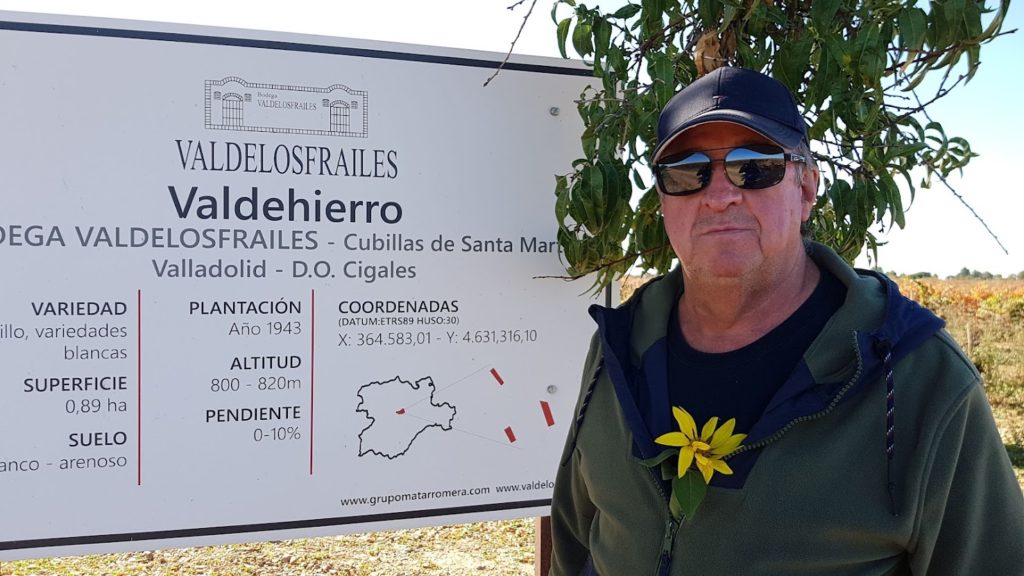 Bodega
VALDELOSFRAILES
VALDELOSFRAILES
Valdehierro
DEGA VALDELOSFRAILES - Cubillas de Santa Mar
Valladolid - D.O. Cigales
VARIEDAD
illo, variedades
blancas
SUPERFICIE
0,89 ha
SUELO
anco - arenoso
PLANTACIÓN
Año 1943
ALTITUD
800 - 820m
PENDIENTE
0-10%
COORDENADAS
(DATUM:ETRS89 HUSO:30)
X: 364.583,01 - Y: 4.631.316,10
www.grupomatarromera.com www.valdelo